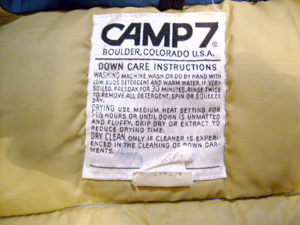 CAMP 7
BOULDER, COLORADO U.S.A.
DOWN CARE INSTRUCTIONS
WASHING MACHINE WASH OR DO BY HAND WITH
LOW SUDS DETERGENT AND WARM WATER. IF VERY
SOILED, PRESOAK FOR 30 MINUTES. RINSE TWICE
TO REMOVE ALL DETERGENT. SPIN OR SQUEEZE
DRY.
DRYING USE MEDIUM HEAT SETTING FOR
HOURS OR UNTIL DOWN IS UNMATTED
AND FLUFFY. DRIP DRY OR EXTRACT TO
REDUCE DRYING TIME.
DRY CLEAN ONLY IF CLEANER IS EXPERI-
ENCED IN THE CLEANING OF DOWN GAR-
MENTS.